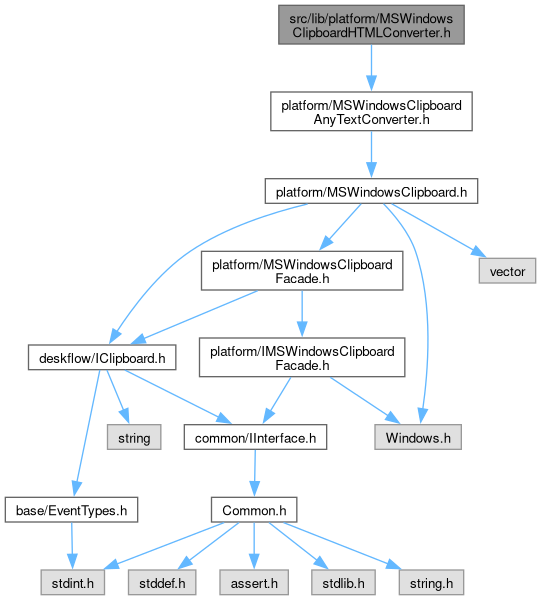 src/lib/platform/MSWindows
ClipboardHTMLConverter.h
platform/MSWindowsClipboard
AnyTextConverter.h
platform/MSWindowsClipboard.h
platform/MSWindowsClipboard
Facade.h
vector
deskflow/IClipboard.h
platform/IMSWindowsClipboard
Facade.h
string
common/IInterface.h
Windows.h
base/EventTypes.h
Common.h
stdint.h
stddef.h
assert.h
stdlib.h
string.h